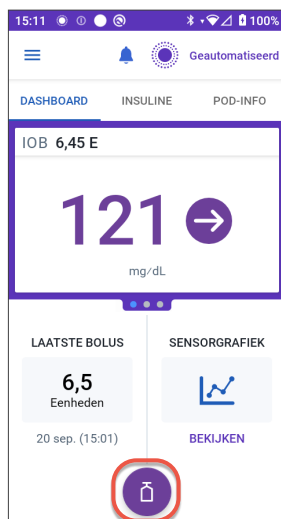 15:11 100%
Geautomatiseerd
DASHBOARD INSULINE POD-INFO
IOB 6,45 E
121
mg/dL
LAATSTE BOLUS SENSORGRAFIEK
6,5
Eenheden
20 sep. (15:01) BEKIJKEN